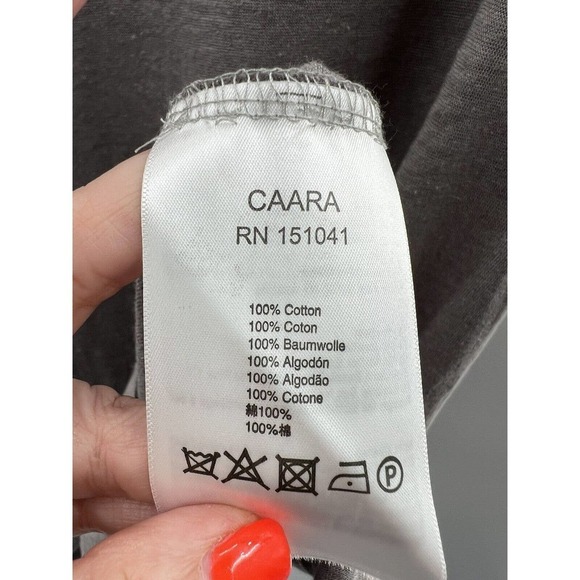 CAARA
RN 151041
100% Cotton
100% Coton
100% Baumwolle
100% Algodón
100% Algodão
100% Cotone
綿100%
100%棉
P